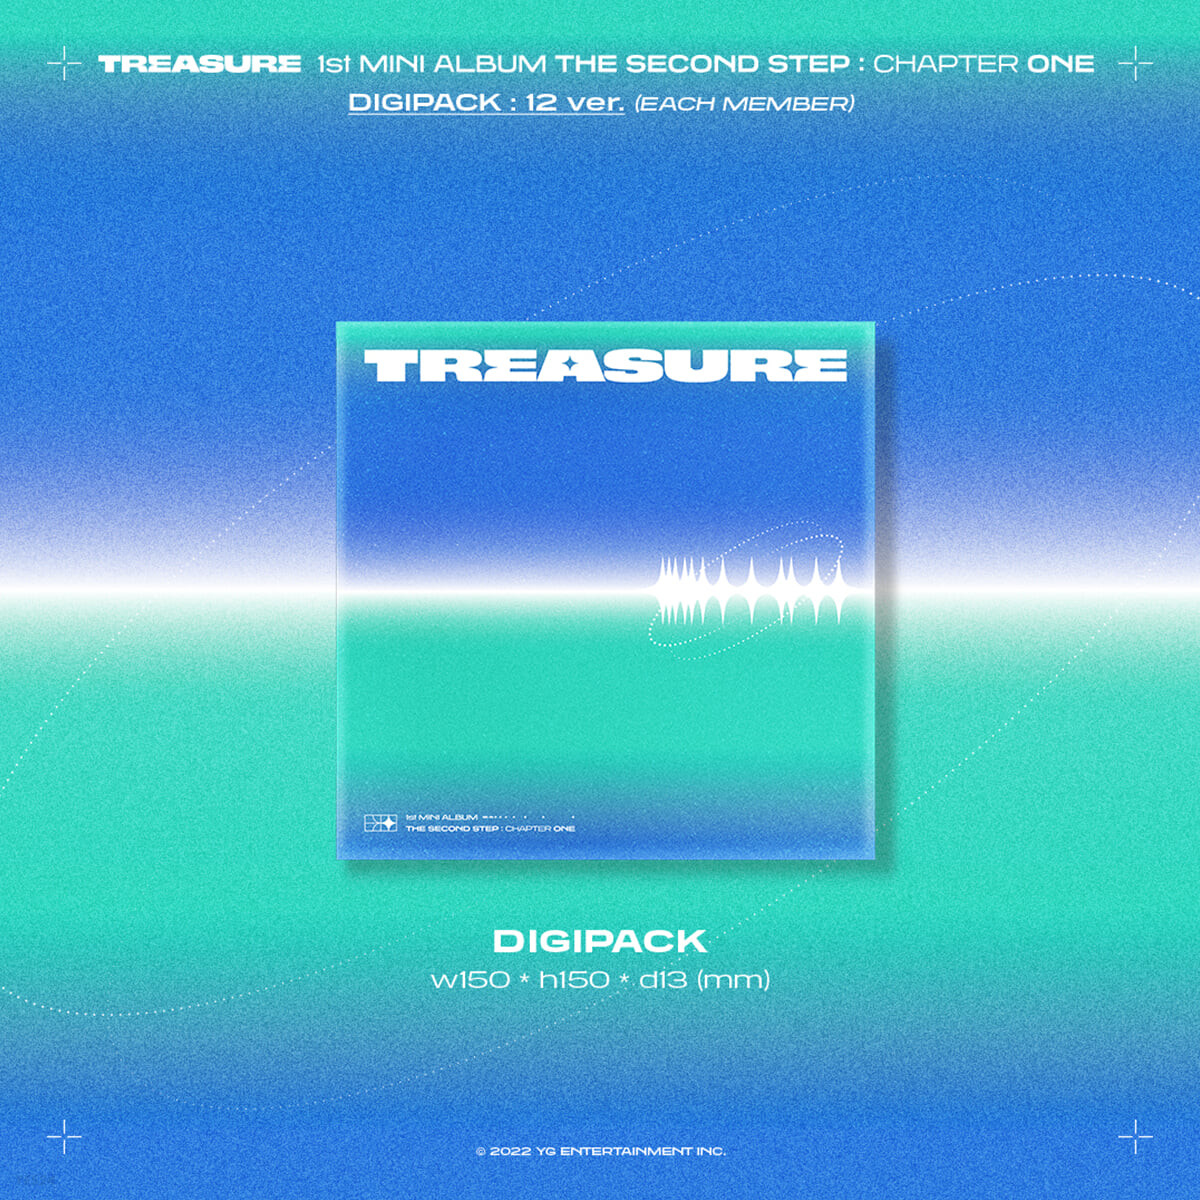 TREASURE 1st MINI ALBUM THE SECOND STEP : CHAPTER ONE
DIGIPACK : 12 ver. (EACH MEMBER)
TREASURE
1st MINI ALBUM
THE SECOND STEP : CHAPTER ONE
DIGIPACK
w150 * h150 * d13 (mm)
© 2022 YG ENTERTAINMENT INC.